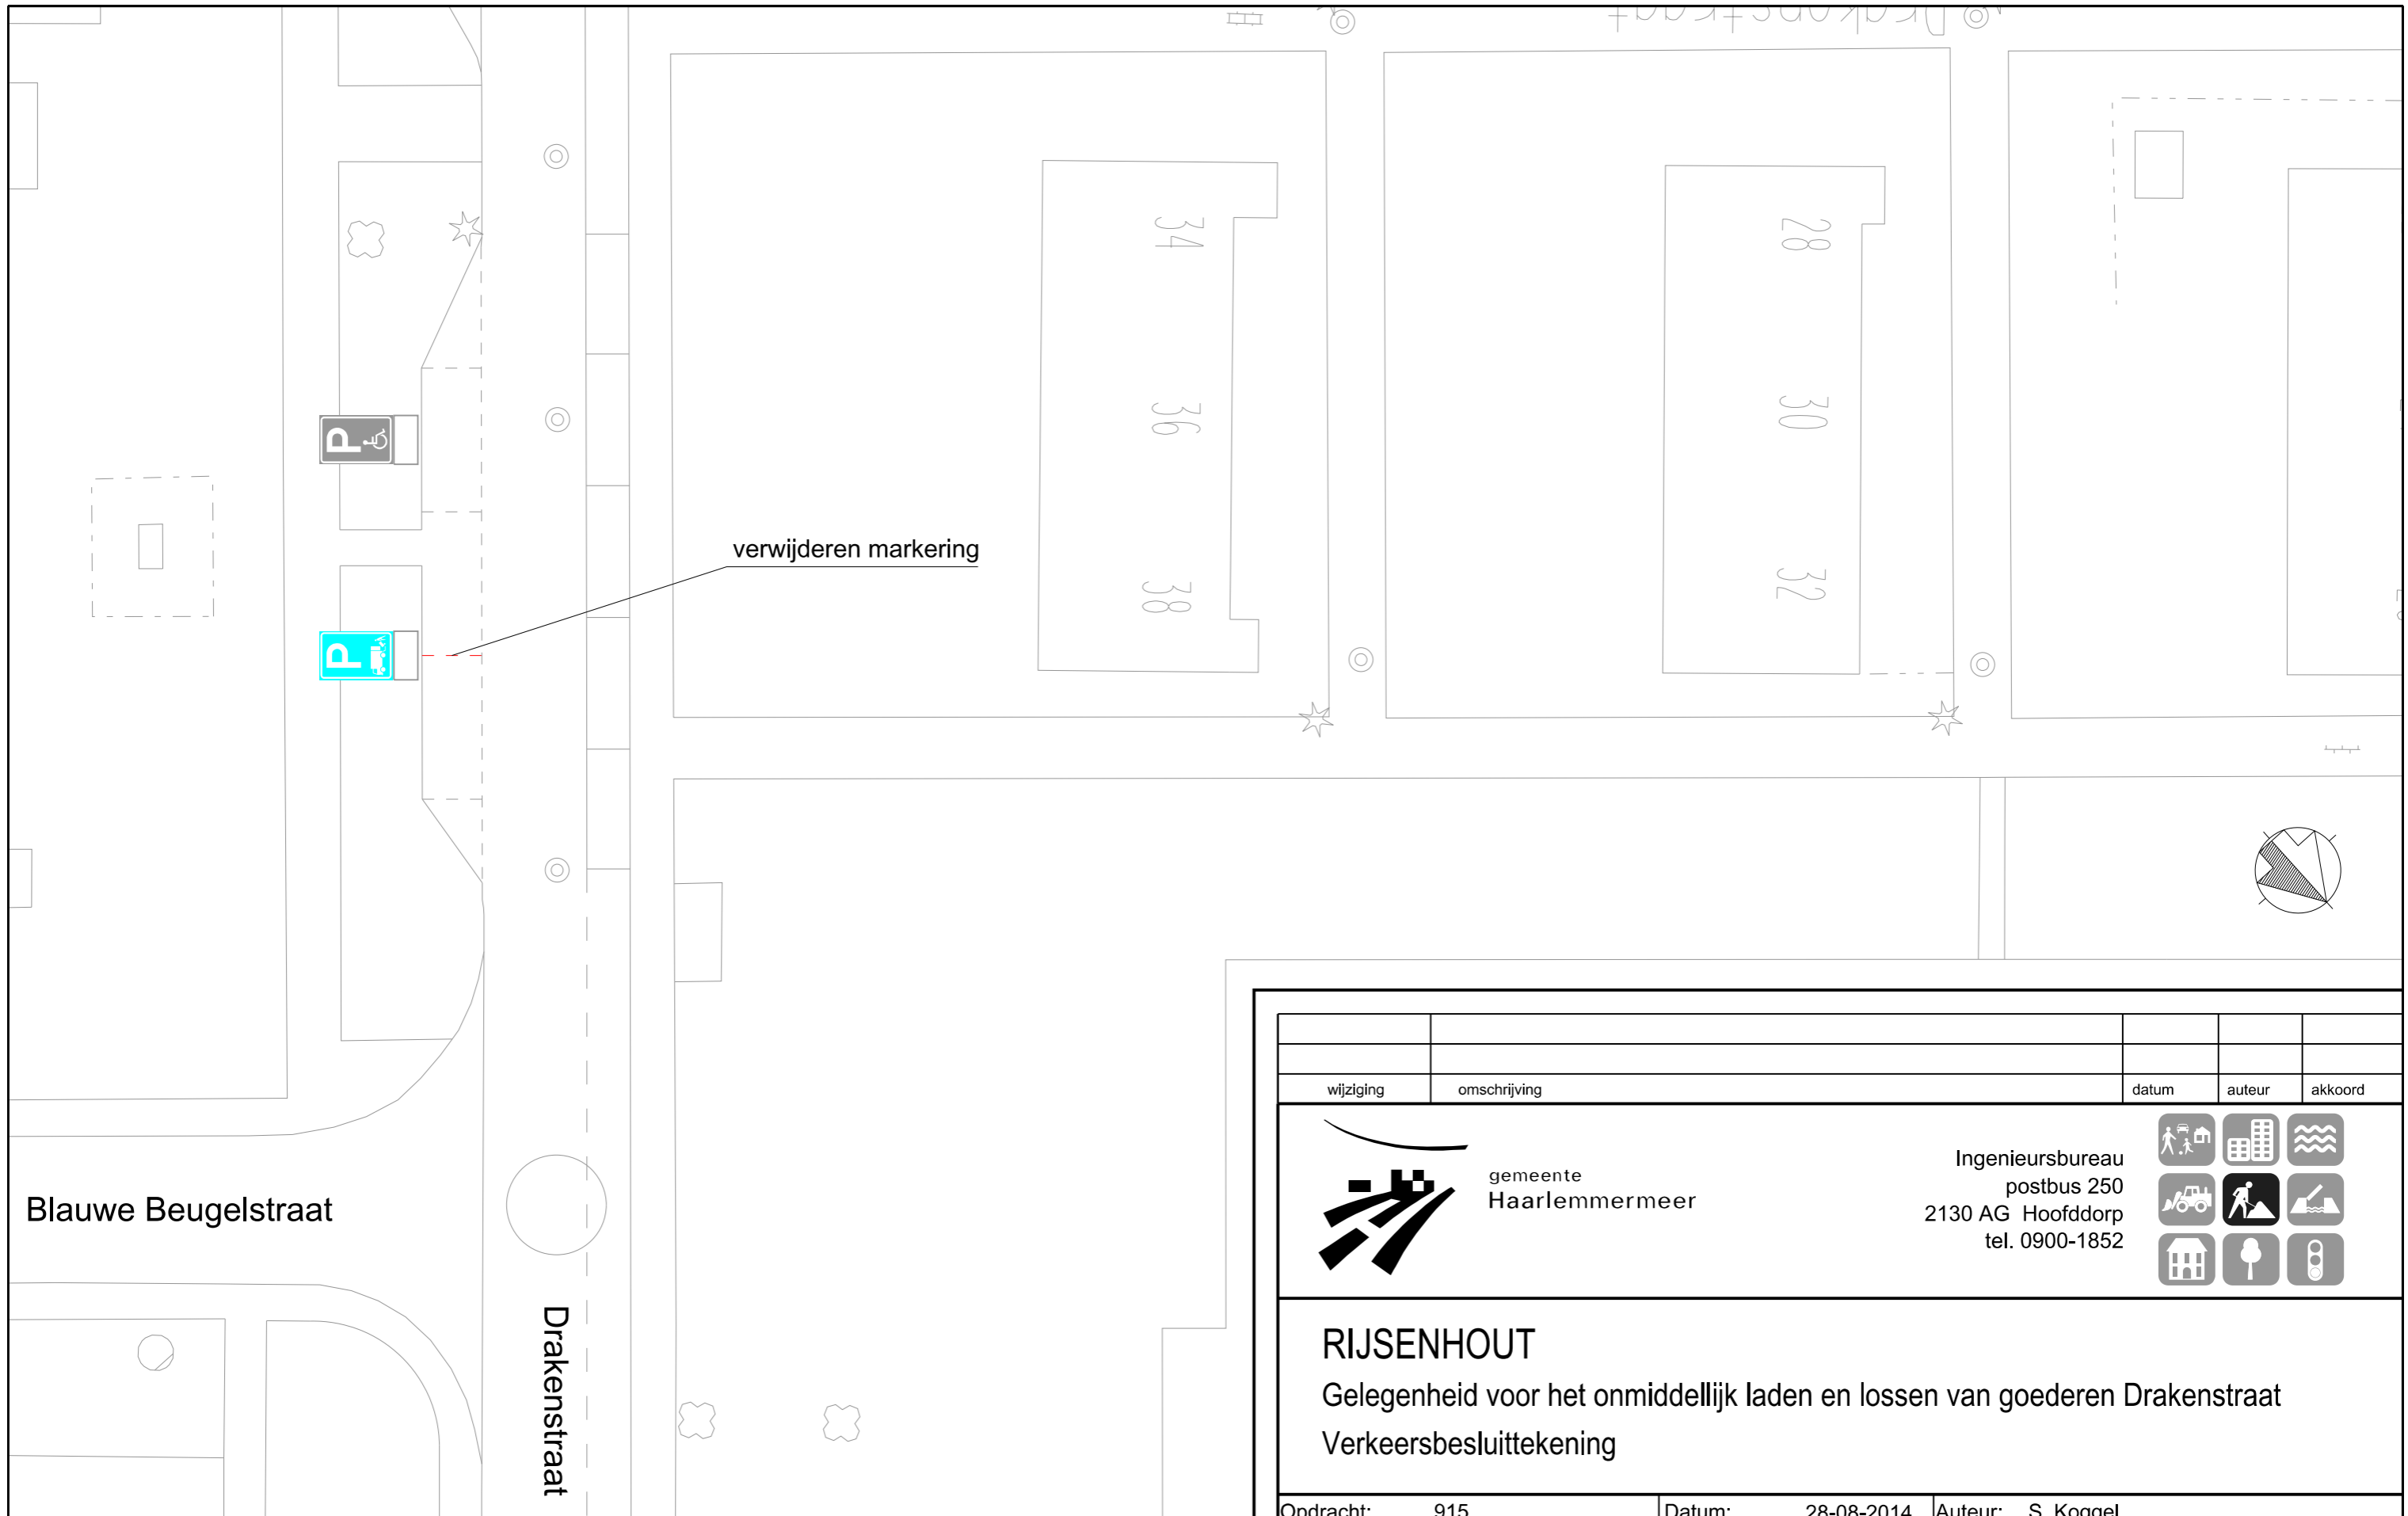 Drakenstraat
34
28
36
30
38
32
P
P
verwijderen markering
Blauwe Beugelstraat
Drakenstraat
wijziging omschrijving datum auteur akkoord
gemeente
Haarlemmermeer
Ingenieursbureau
postbus 250
2130 AG Hoofddorp
tel. 0900-1852
RIJSENHOUT
Gelegenheid voor het onmiddellijk laden en lossen van goederen Drakenstraat
Verkeersbesluittekening
Opdracht: 915 Datum: 28-08-2014 Auteur: S. Koggel